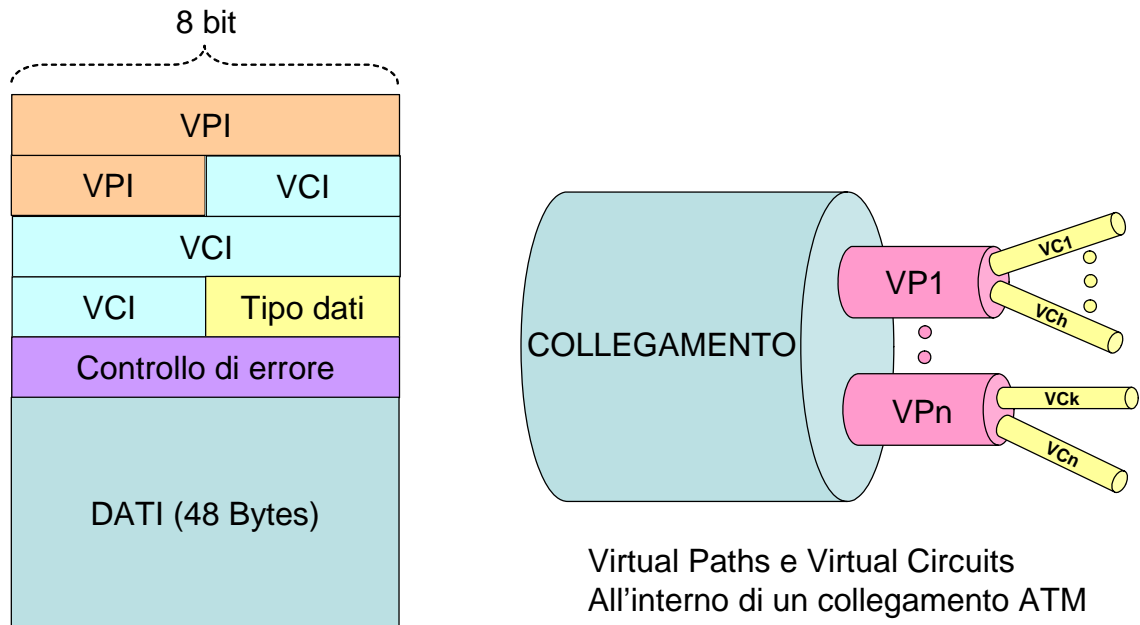 8 bit
VPI
VPI
VCI
VCI
VCI
Tipo dati
Controllo di errore
DATI (48 Bytes)
COLLEGAMENTO
VP1
VC1
VCh
VPn
VCk
VCn
Virtual Paths e Virtual Circuits
All'interno di un collegamento ATM